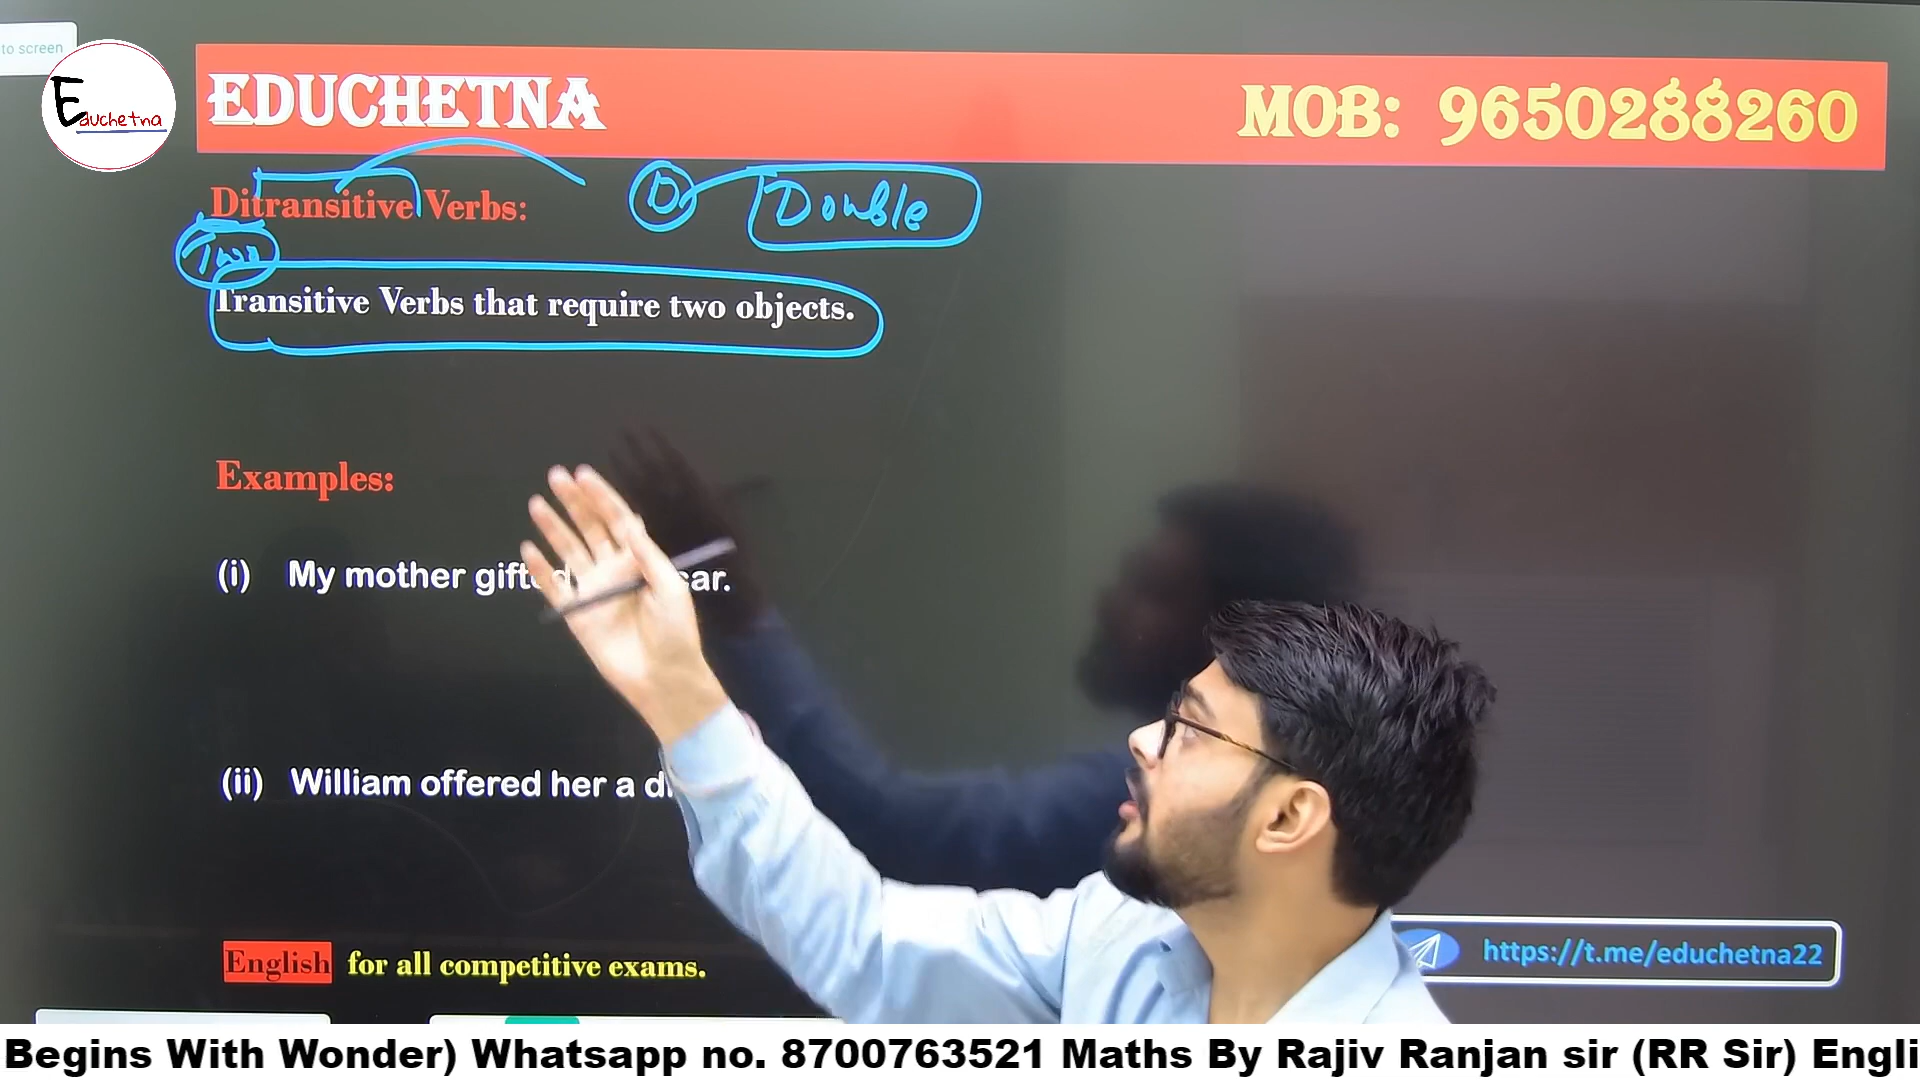 to screen
Educhetna
EDUCHETNA
MOB: 9650288260
Ditransitive Verbs:
D
Double
Two
Transitive Verbs that require two objects.
Examples:
(i) My mother gifted car.
(ii) William offered her a
English for all competitive exams.
https://t.me/educhetna22
Begins With Wonder) Whatsapp no. 8700763521 Maths By Rajiv Ranjan sir (RR Sir) Engli